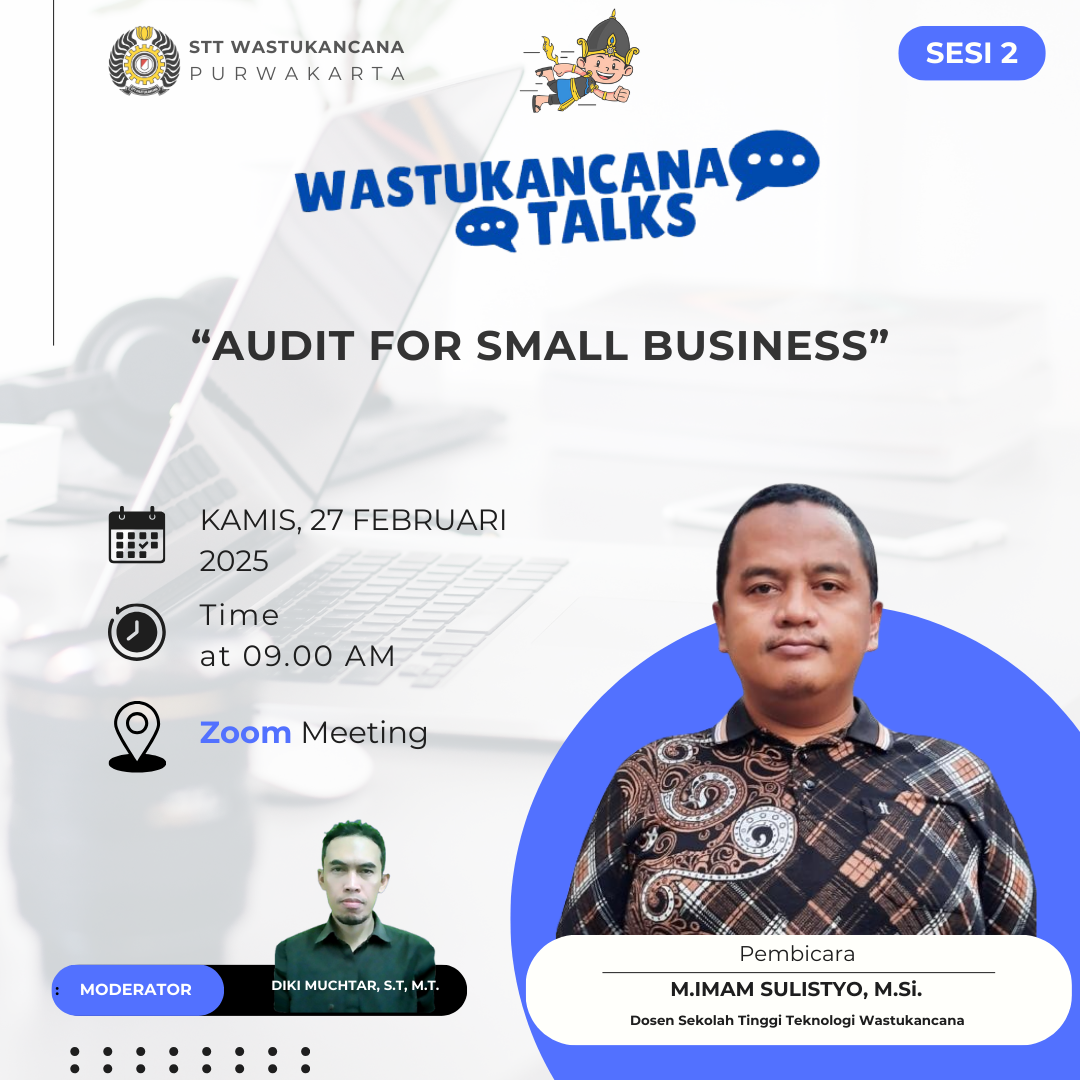 STT WASTUKANCANA
PURWAKARTA
SESI 2
WASTUKANCANA
TALKS
“AUDIT FOR SMALL BUSINESS”
KAMIS, 27 FEBRUARI
2025
Time
at 09.00 AM
Zoom Meeting
: MODERATOR
DIKI MUCHTAR, S.T, M.T.
Pembicara
M.IMAM SULISTYO, M.Si.
Dosen Sekolah Tinggi Teknologi Wastukancana